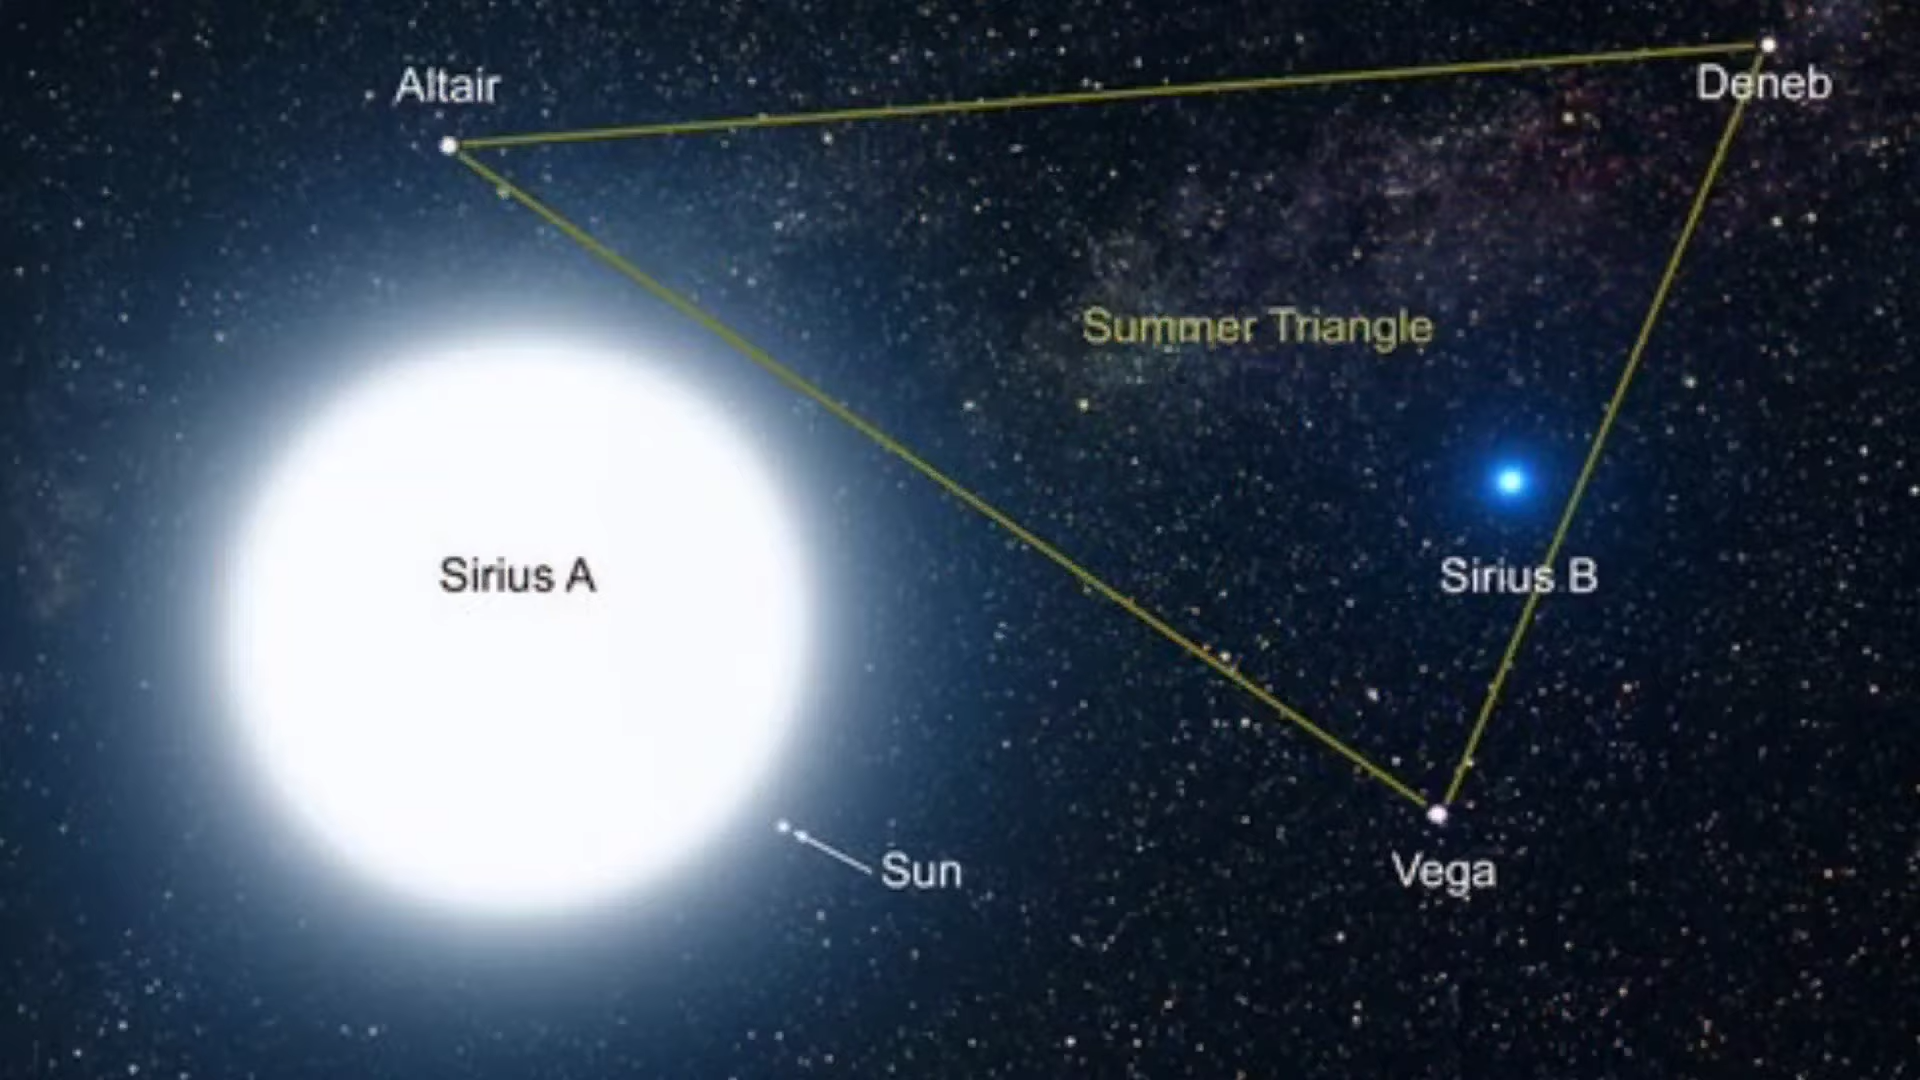 Altair
Deneb
Summer Triangle
Sirius A
Sirius B
Sun
Vega